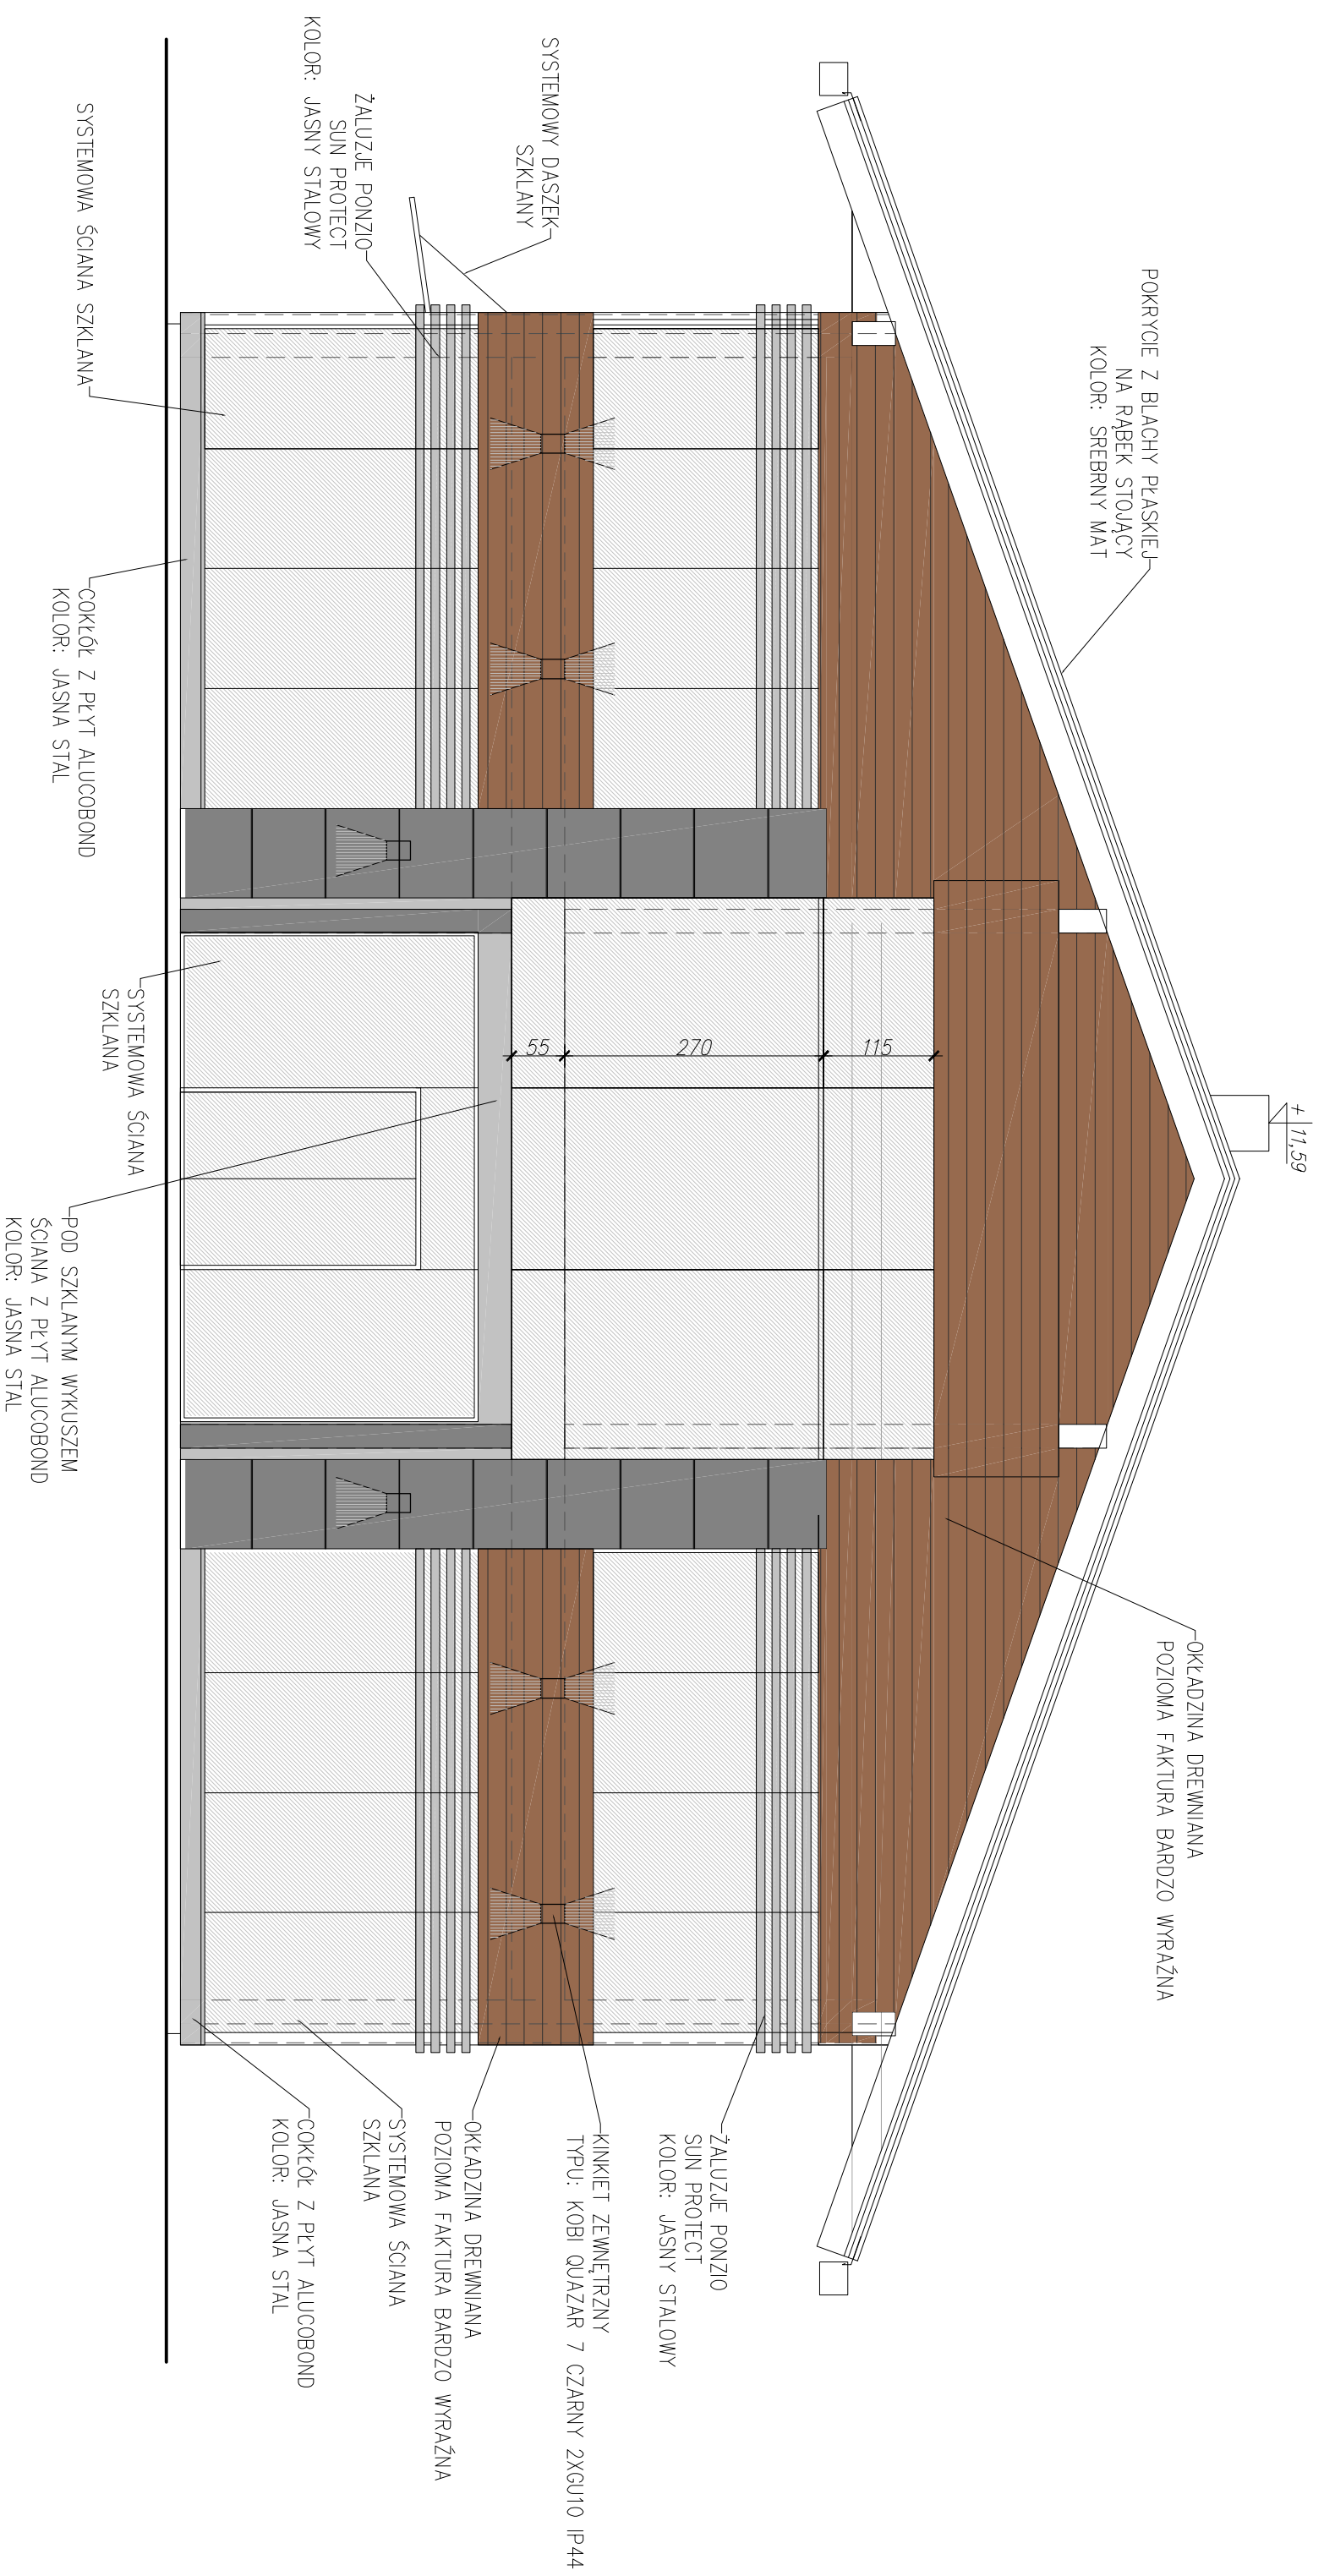 POKRYCIE Z BLACHY PŁASKIEJ
NA RĄBEK STOJĄCY
KOLOR: SREBRNY MAT
+ 11,59
OKŁADZINA DREWNIANA
POZIOMA FAKTURA BARDZO WYRAŹNA
SYSTEMOWY DASZEK
SZKLANY
ŻALUZJE PONZIO
SUN PROTECT
KOLOR: JASNY STALOWY
SYSTEMOWA ŚCIANA SZKLANA
COKŁÓŁ Z PŁYT ALUCOBOND
KOLOR: JASNA STAL
115
270
55
SYSTEMOWA ŚCIANA
SZKLANA
POD SZKLANYM WYKUSZEM
ŚCIANA Z PŁYT ALUCOBOND
KOLOR: JASNA STAL
ŻALUZJE PONZIO
SUN PROTECT
KOLOR: JASNY STALOWY
KINKIET ZEWNĘTRZNY
TYPU: KOBI QUAZAR 7 CZARNY 2XGU10 IP44
OKŁADZINA DREWNIANA
POZIOMA FAKTURA BARDZO WYRAŹNA
SYSTEMOWA ŚCIANA
SZKLANA
COKŁÓŁ Z PŁYT ALUCOBOND
KOLOR: JASNA STAL